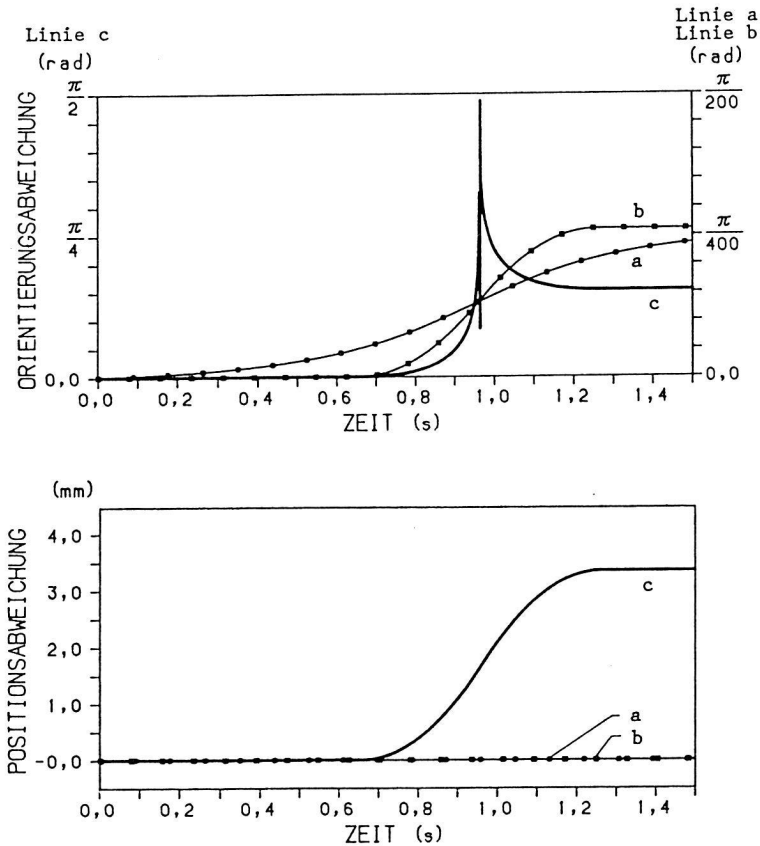 Linie a
Linie c Linie b
(rad) (rad)
ORIENTIERUNGSABWEICHUNG
π/2 π/200
π/4 π/400
0,0 0,0
b
a
c
0,0 0,2 0,4 0,6 0,8 1,0 1,2 1,4
ZEIT (s)
(mm)
POSITIONSABWEICHUNG
4,0
3,0
2,0
1,0
-0,0
c
a
b
0,0 0,2 0,4 0,6 0,8 1,0 1,2 1,4
ZEIT (s)